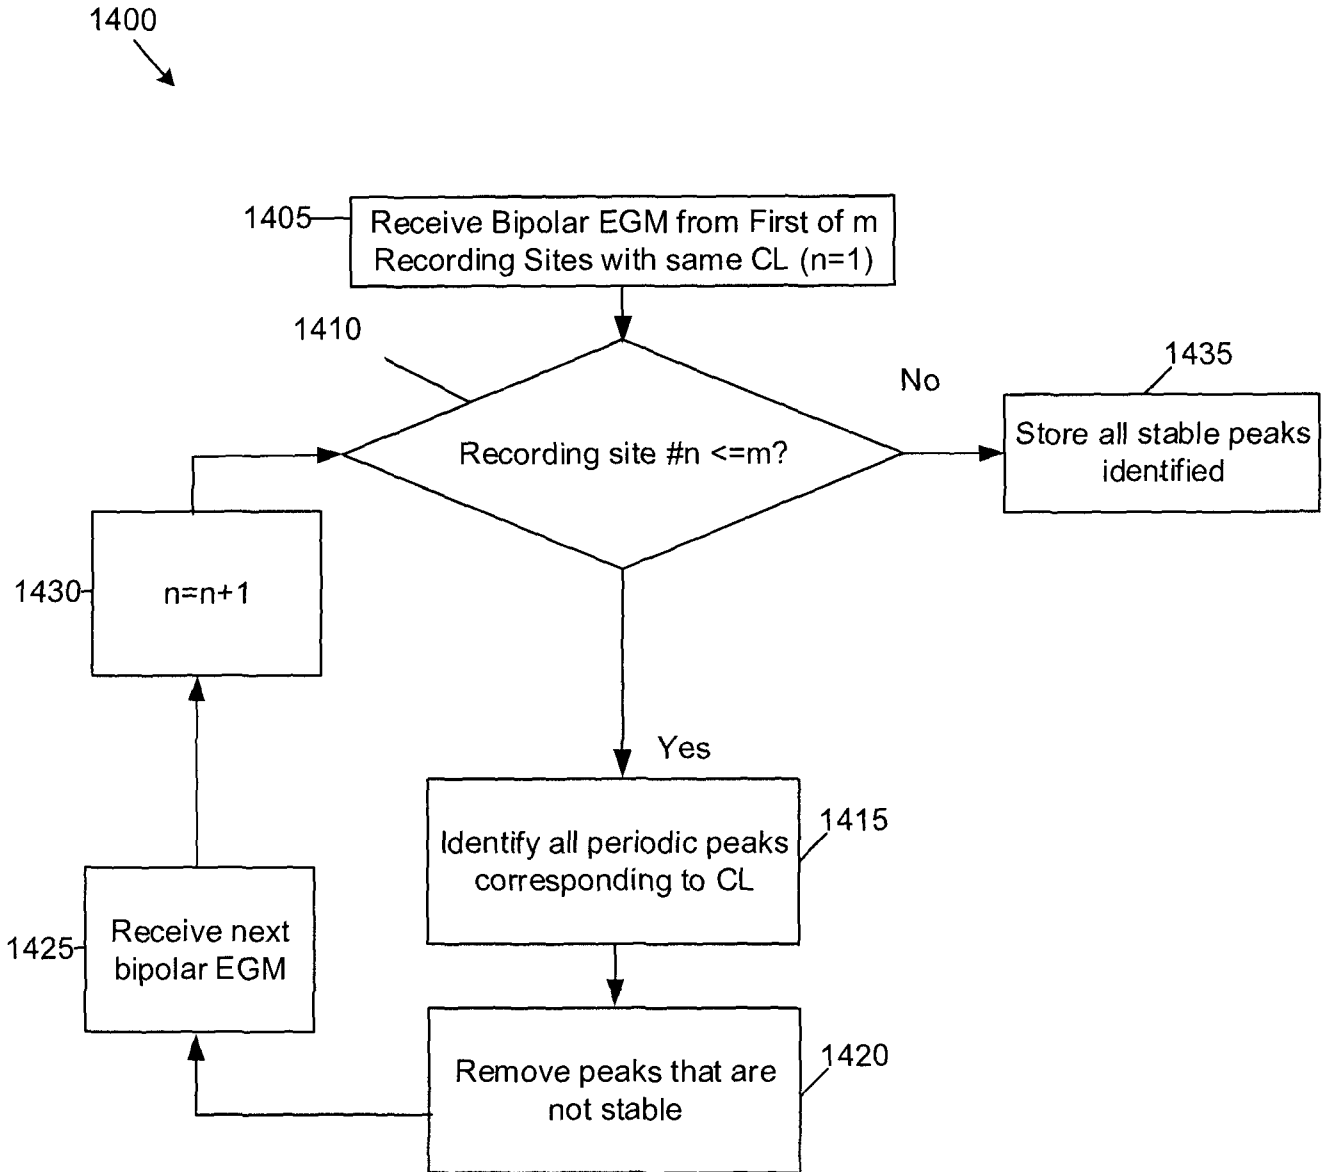 1400
1405
Receive Bipolar EGM from First of m
Recording Sites with same CL (n=1)
1410
Recording site #n <=m?
No
1435
Store all stable peaks
identified
1430
n=n+1
Yes
1415
Identify all periodic peaks
corresponding to CL
1425
Receive next
bipolar EGM
1420
Remove peaks that are
not stable